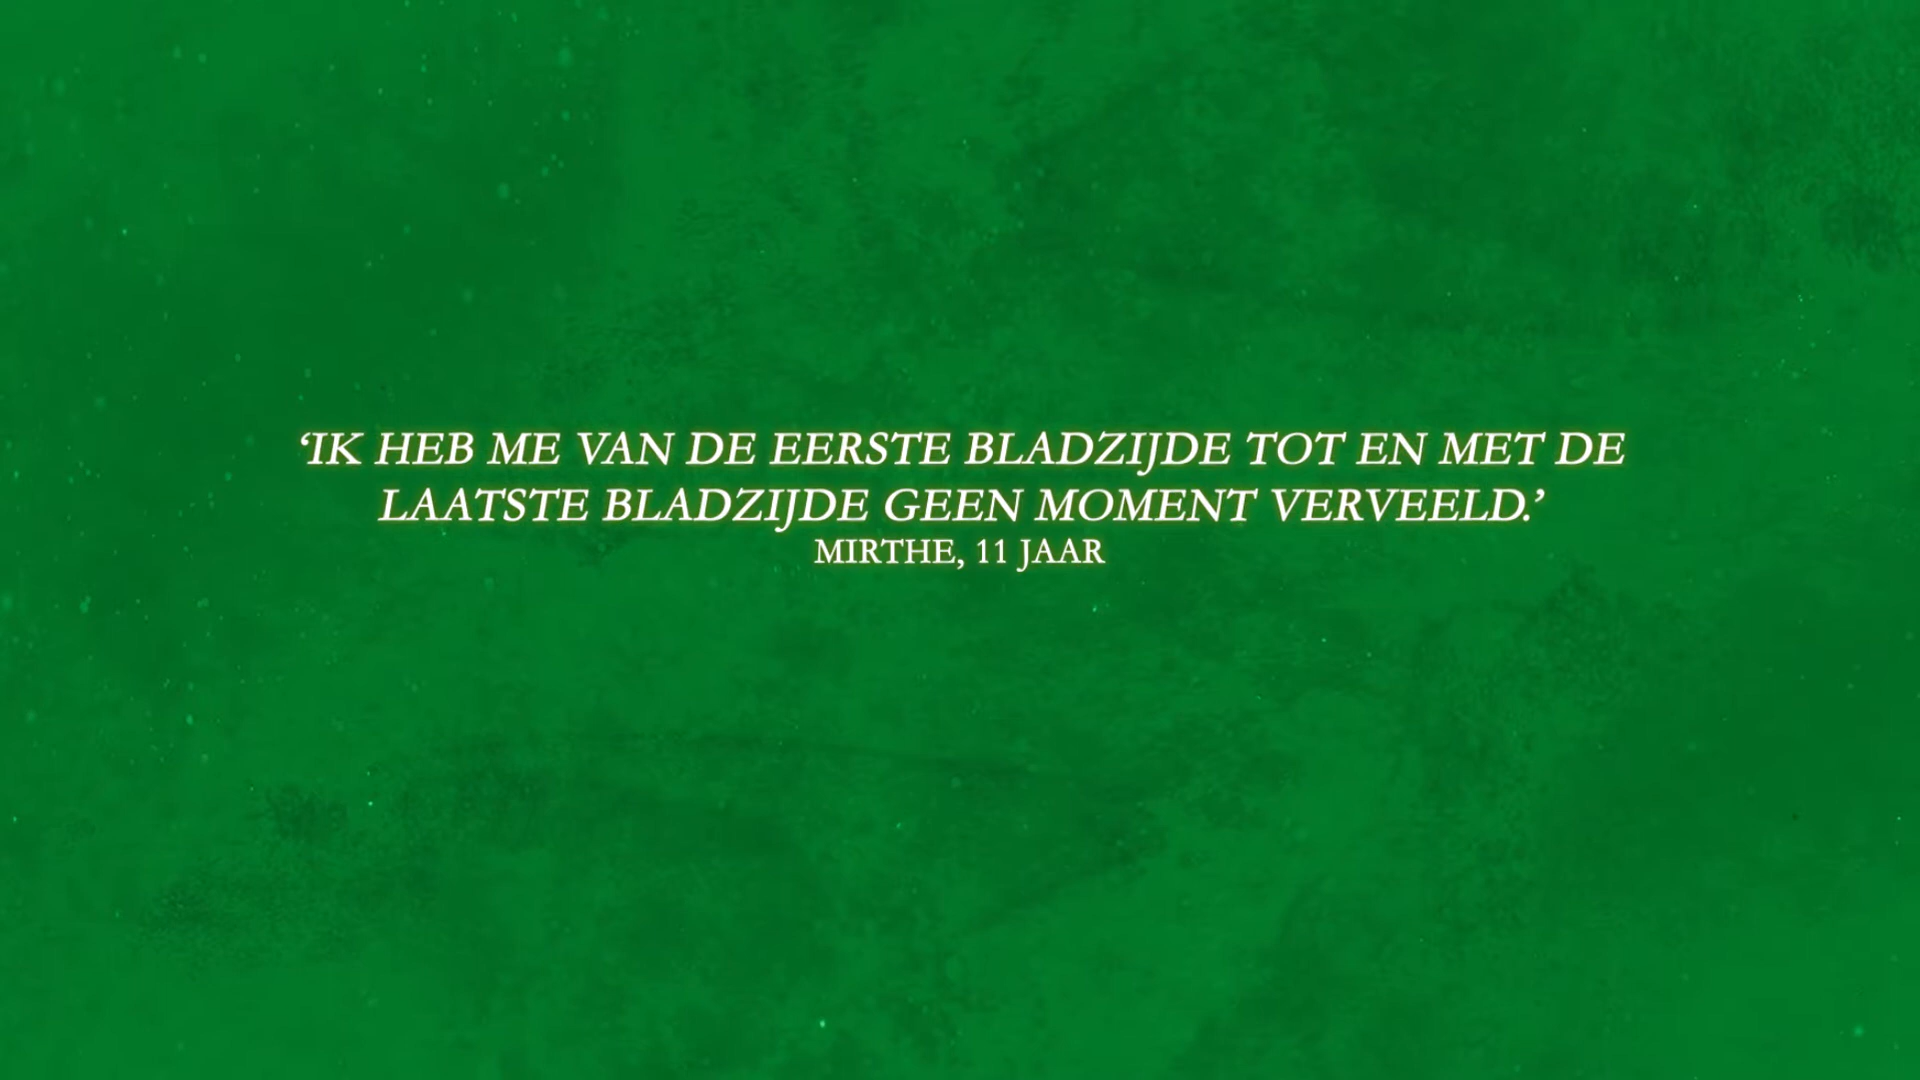 ‘IK HEB ME VAN DE EERSTE BLADZIJDE TOT EN MET DE
LAATSTE BLADZIJDE GEEN MOMENT VERVEELD.’
MIRTHE, 11 JAAR